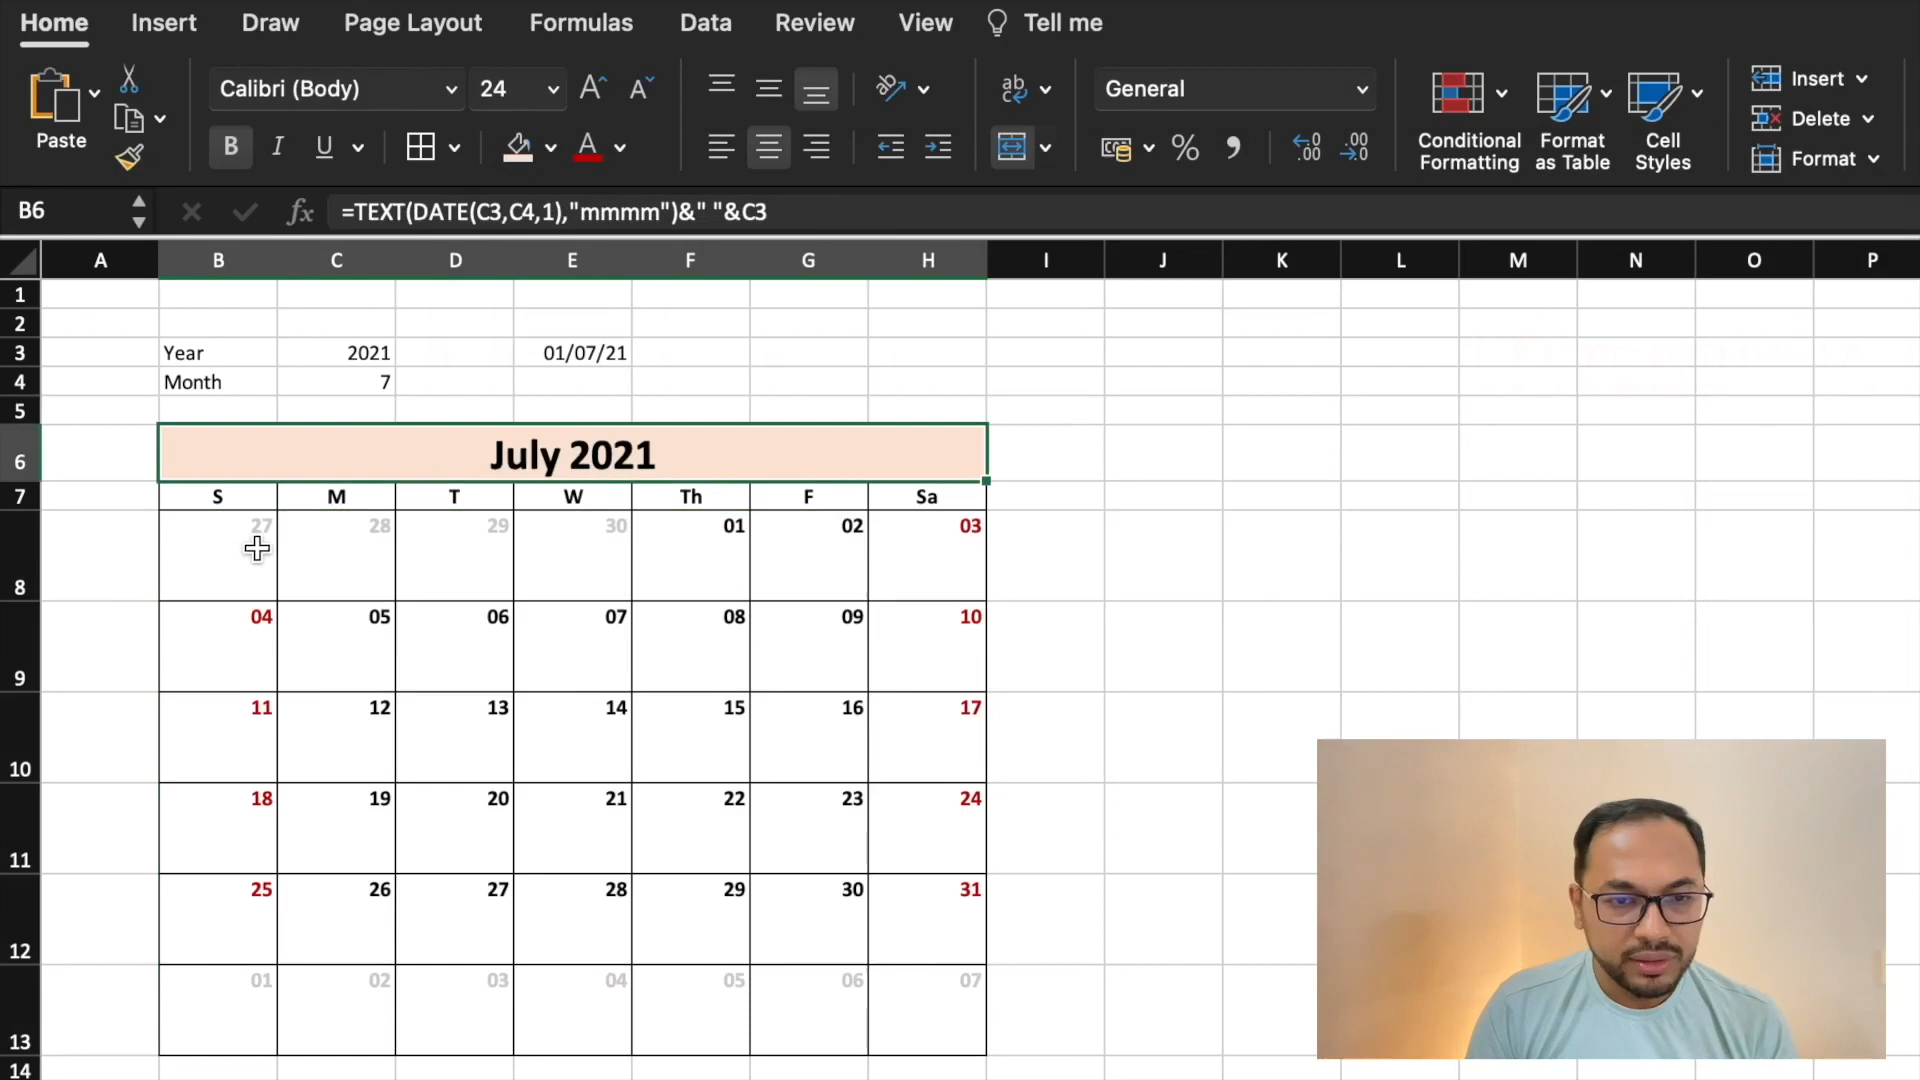 Home Insert Draw Page Layout Formulas Data Review View Tell me
Paste
Calibri (Body) 24 A A
General
B I U A
ab ab
% , .00 .00
Conditional Formatting
Format as Table
Cell Styles
Insert
Delete
Format
B6 fx =TEXT(DATE(C3,C4,1),"mmmm")&" "&C3
A B C D E F G H I J K L M N O P
1
2
3 Year 2021 01/07/21
4 Month 7
5
6 July 2021
7 S M T W Th F Sa
27 28 29 30 01 02 03
8
04 05 06 07 08 09 10
9
11 12 13 14 15 16 17
10
18 19 20 21 22 23 24
11
25 26 27 28 29 30 31
12
01 02 03 04 05 06 07
13
14